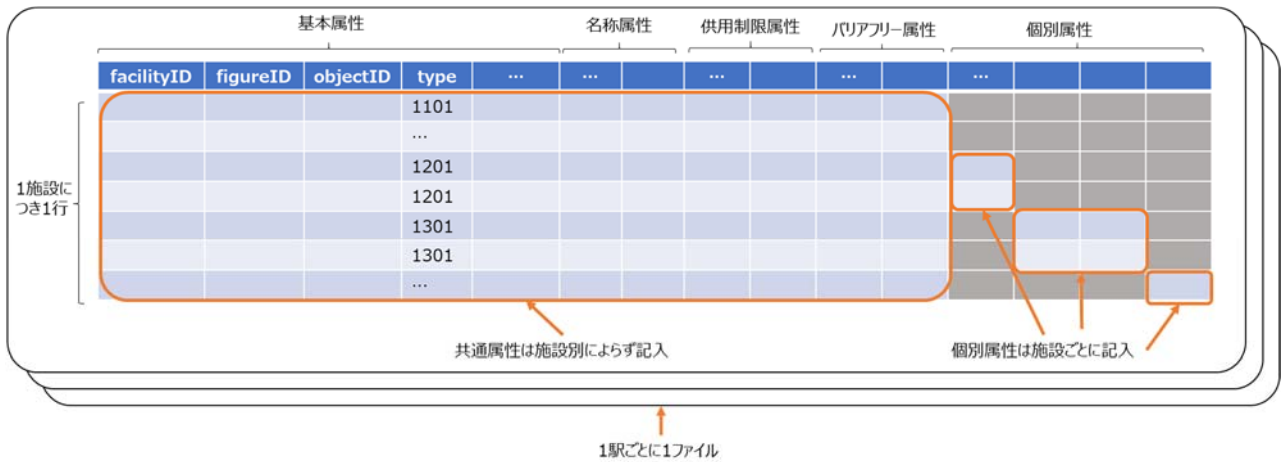 基本属性 名称属性 供用制限属性 バリアフリー属性 個別属性
facilityID figureID objectID type … … … … …
1101
…
1201
1施設に
つき1行
1201
1301
1301
…
共通属性は施設別によらず記入 個別属性は施設ごとに記入
1駅ごとに1ファイル